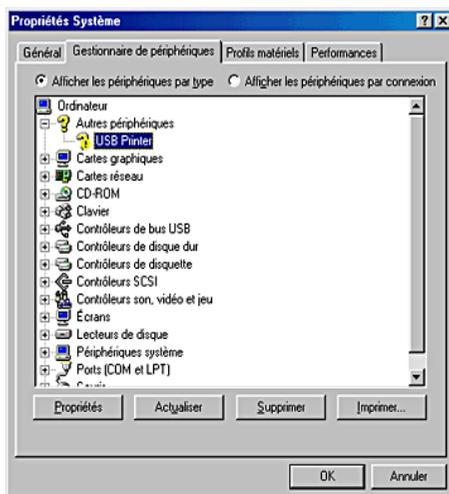 Propriétés Système
Général Gestionnaire de périphériques Profils matériels Performances
Afficher les périphériques par type Afficher les périphériques par connexion
Ordinateur
Autres périphériques
USB Printer
Cartes graphiques
Cartes réseau
CD-ROM
Clavier
Contrôleurs de bus USB
Contrôleurs de disque dur
Contrôleurs de disquette
Contrôleurs SCSI
Contrôleurs son, vidéo et jeu
Écrans
Lecteurs de disque
Périphériques système
Ports (COM et LPT)
Propriétés Actualiser Supprimer Imprimer...
OK Annuler